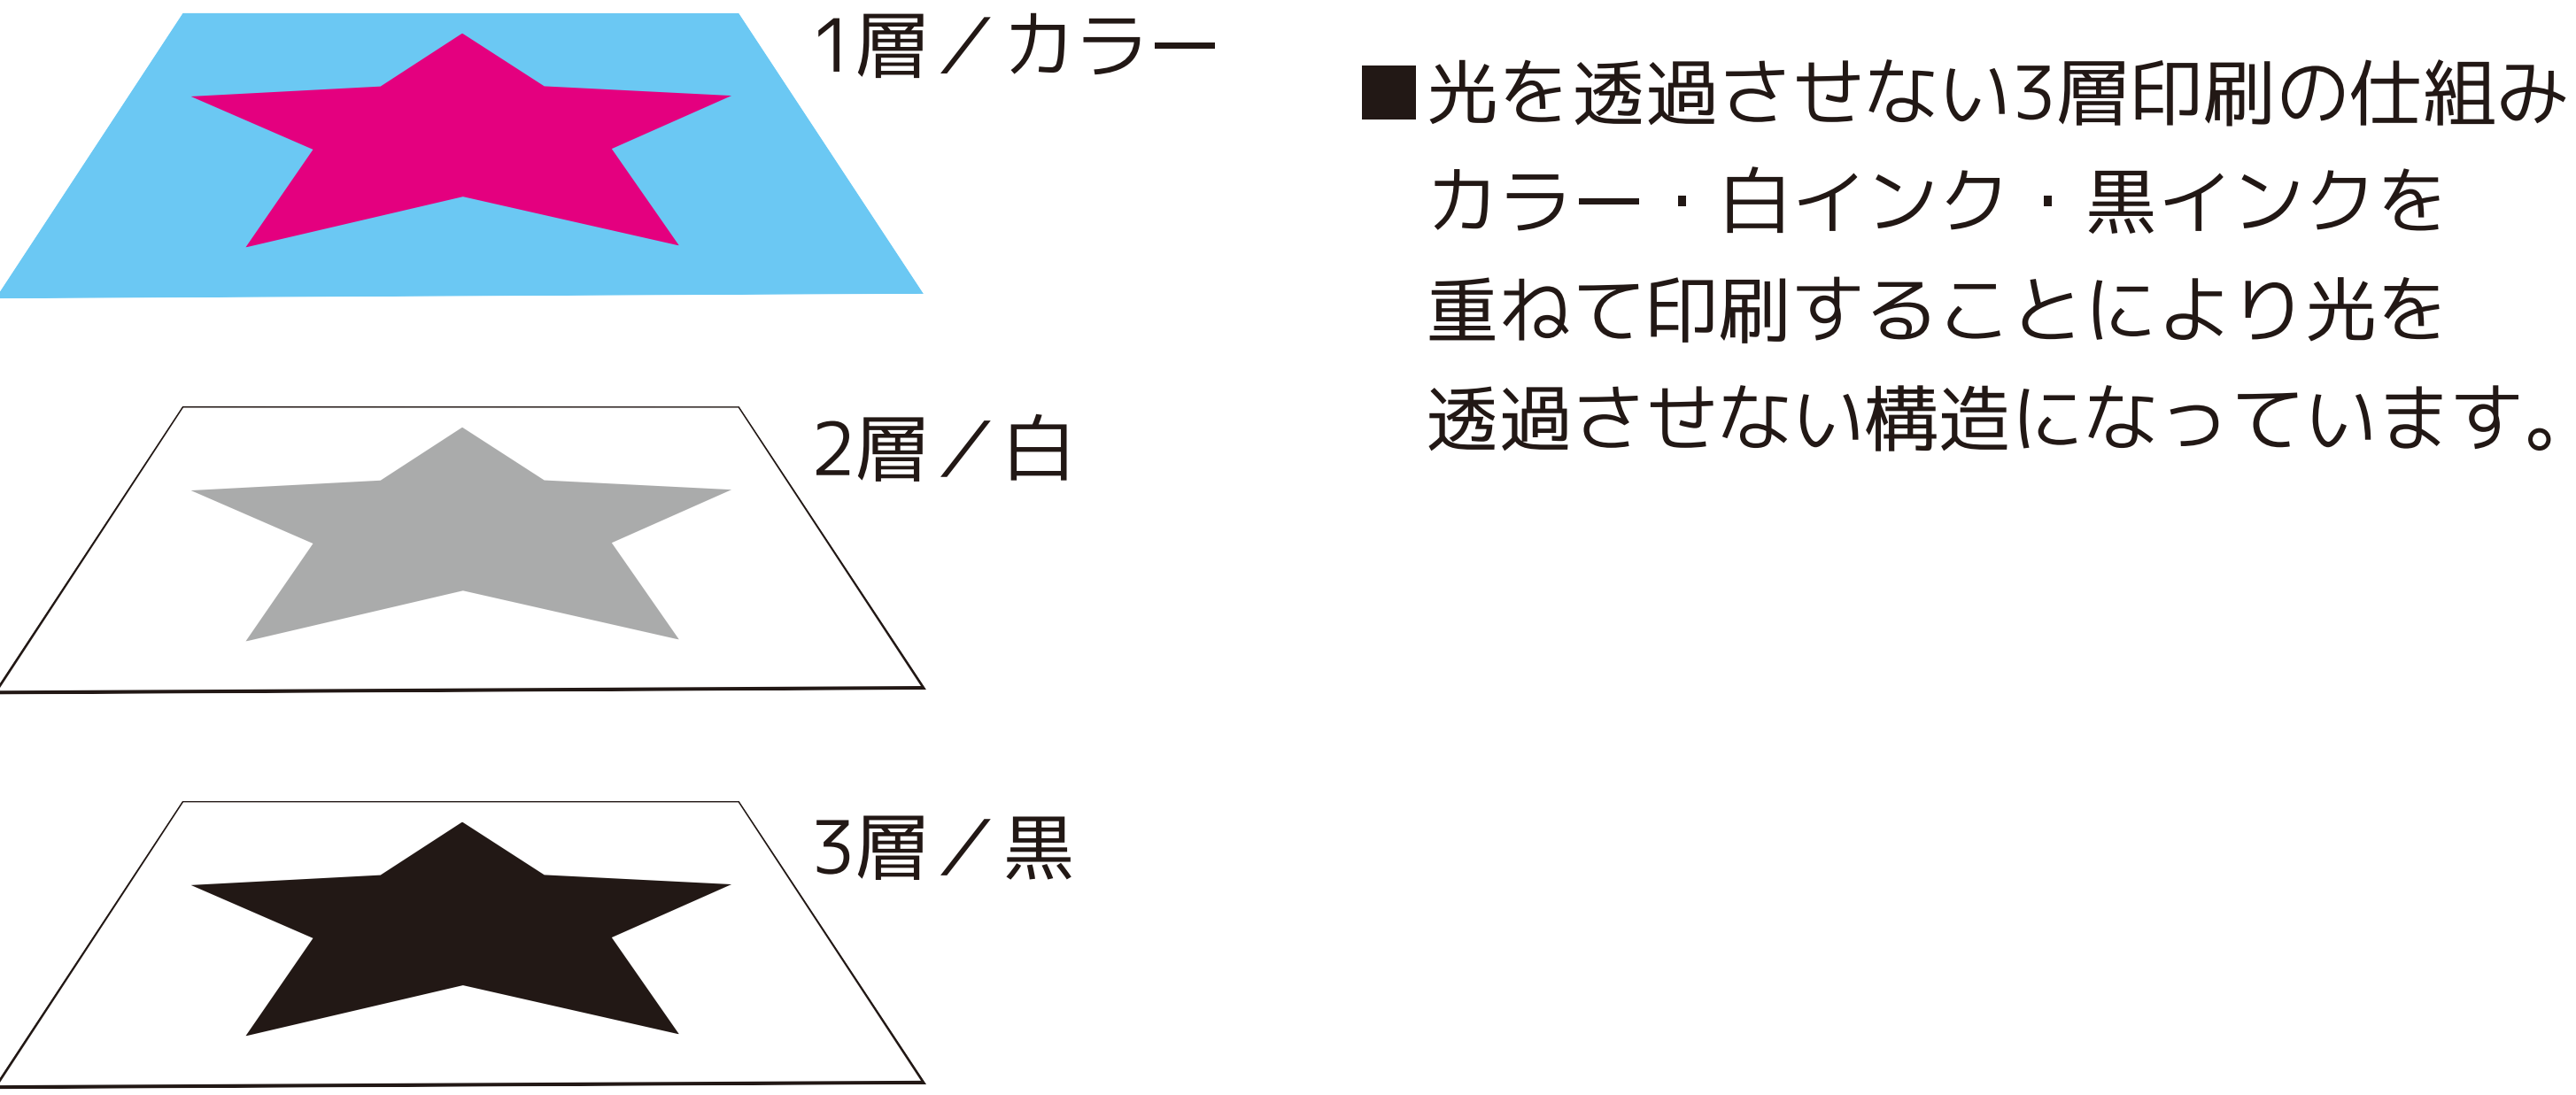 1層／カラー
2層／白
3層／黒
■光を透過させない3層印刷の仕組み
カラー・白インク・黒インクを
重ねて印刷することにより光を
透過させない構造になっています。